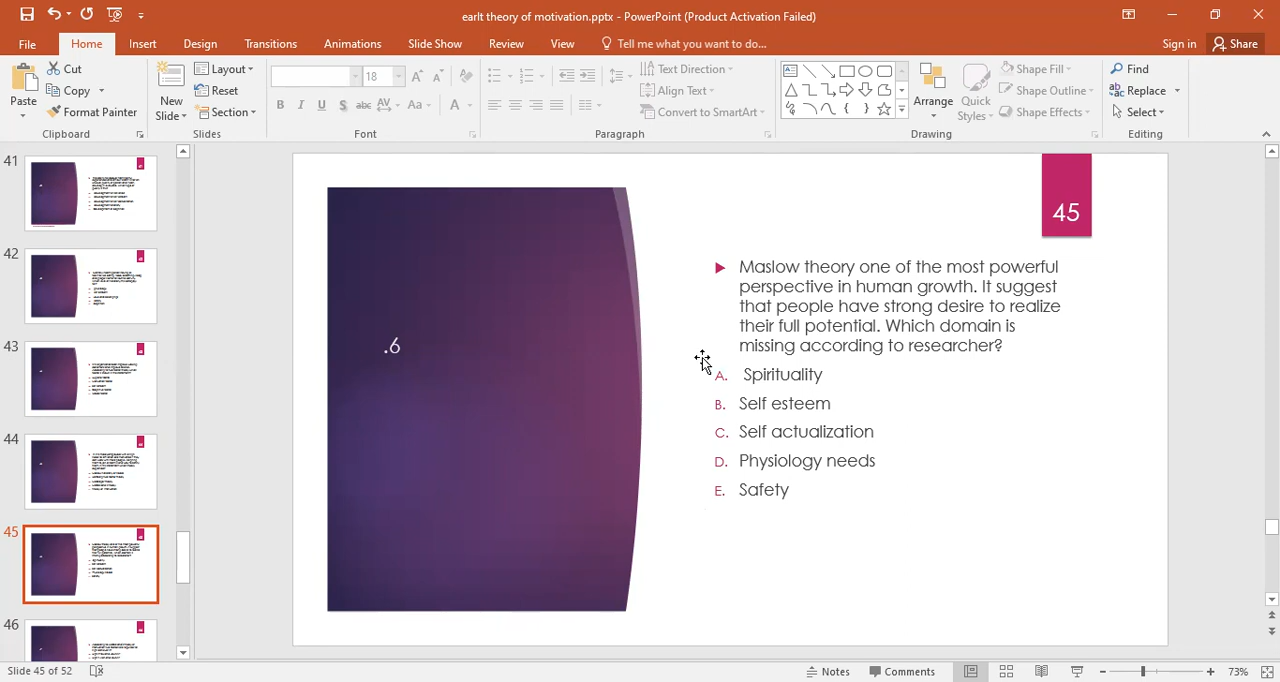 earlt theory of motivation.pptx - PowerPoint (Product Activation Failed)
File Home Insert Design Transitions Animations Slide Show Review View Tell me what you want to do... Sign in Share
Paste
Cut
Copy
Format Painter
Clipboard
New Slide
Layout
Reset
Section
Slides
18
B I U S abc AV Aa A
Font
Text Direction
Align Text
Convert to SmartArt
Paragraph
Arrange
Quick Styles
Shape Fill
Shape Outline
Shape Effects
Drawing
Find
Replace
Select
Editing
41
42
43
44
45
46
45
.6
Maslow theory one of the most powerful
perspective in human growth. It suggest
that people have strong desire to realize
their full potential. Which domain is
missing according to researcher?
A. Spirituality
B. Self esteem
C. Self actualization
D. Physiology needs
E. Safety
Slide 45 of 52
Notes Comments 73%